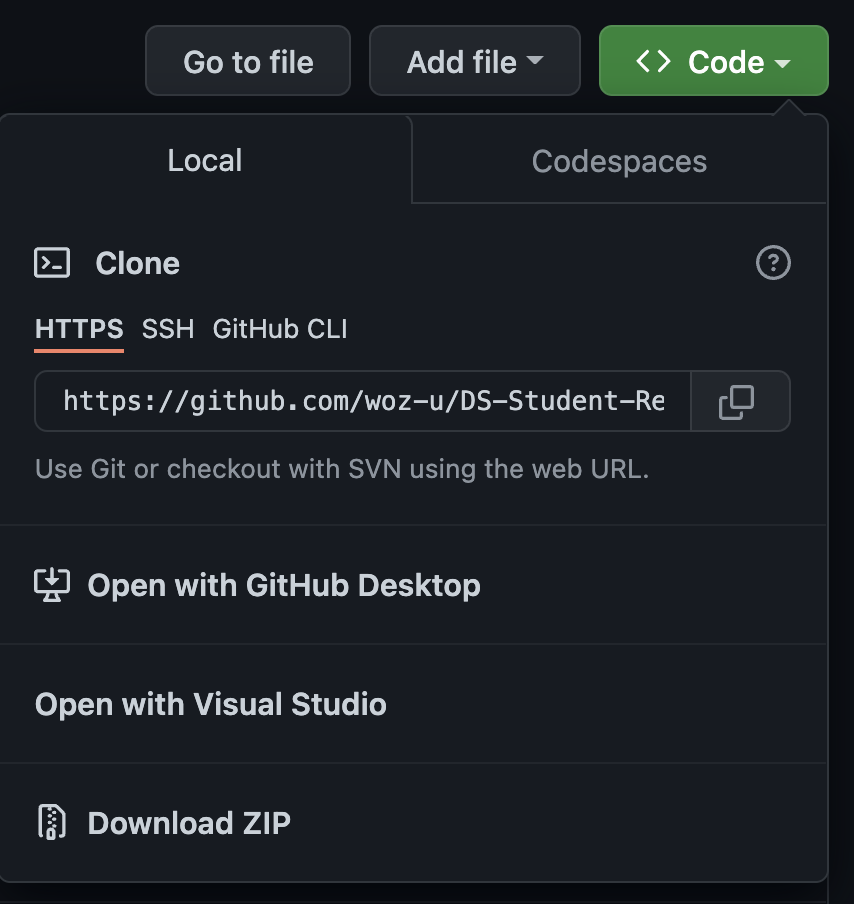 Go to file Add file Code
Local Codespaces
Clone
HTTPS SSH GitHub CLI
https://github.com/woz-u/DS-Student-Re
Use Git or checkout with SVN using the web URL.
Open with GitHub Desktop
Open with Visual Studio
Download ZIP